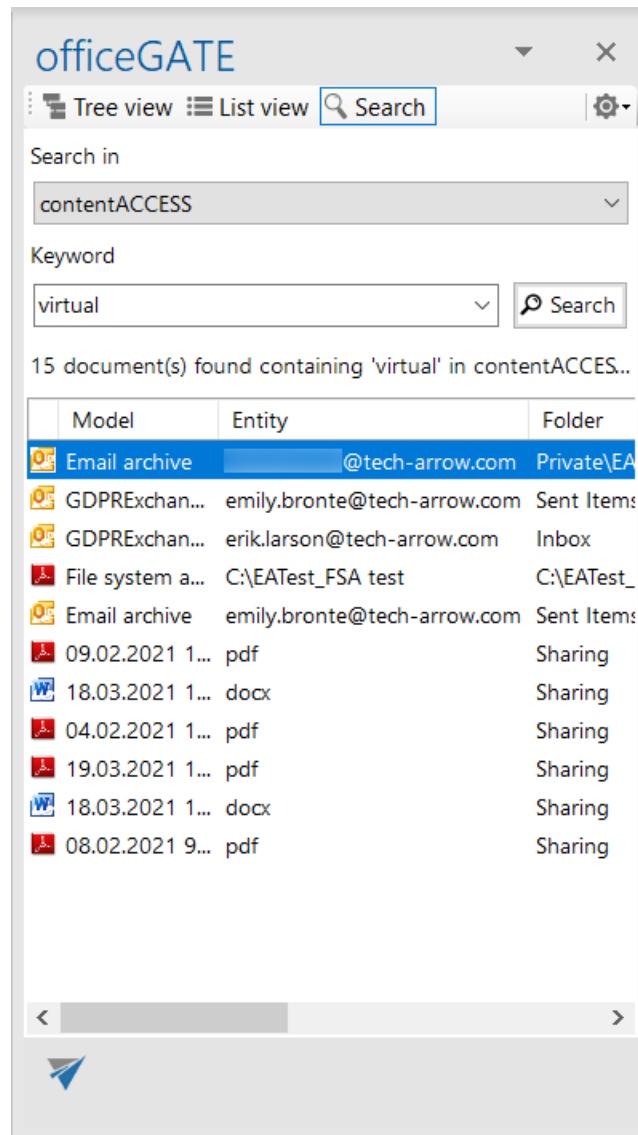 officeGATE
Tree view List view Search
Search in
contentACCESS
Keyword
virtual Search
15 document(s) found containing 'virtual' in contentACCES...
Model Entity Folder
Email archive @tech-arrow.com Private\EA
GDPRExchan... emily.bronte@tech-arrow.com Sent Items
GDPRExchan... erik.larson@tech-arrow.com Inbox
File system a... C:\EATest_FSA test C:\EATest_
Email archive emily.bronte@tech-arrow.com Sent Items
09.02.2021 1... pdf Sharing
18.03.2021 1... docx Sharing
04.02.2021 1... pdf Sharing
19.03.2021 1... pdf Sharing
18.03.2021 1... docx Sharing
08.02.2021 9... pdf Sharing